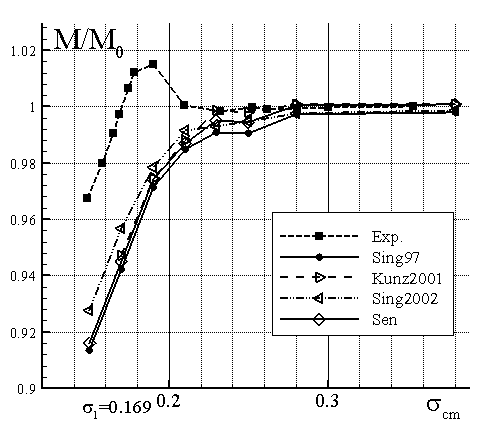 M/M0
1.02
1
0.98
0.96
0.94
0.92
0.9
Exp.
Sing97
Kunz2001
Sing2002
Sen
σ1=0.169 0.2 0.3 σcm